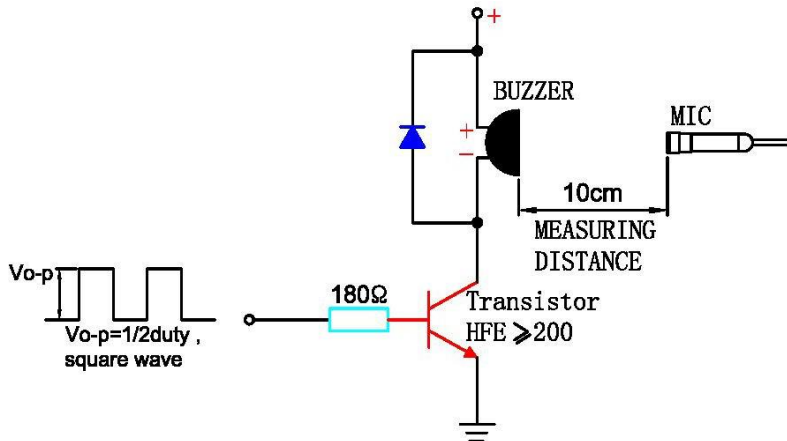 +
BUZZER
MIC
+
−
10cm
MEASURING
DISTANCE
Vo-p
180Ω
Transistor
HFE ⩾200
Vo-p=1/2duty ,
square wave